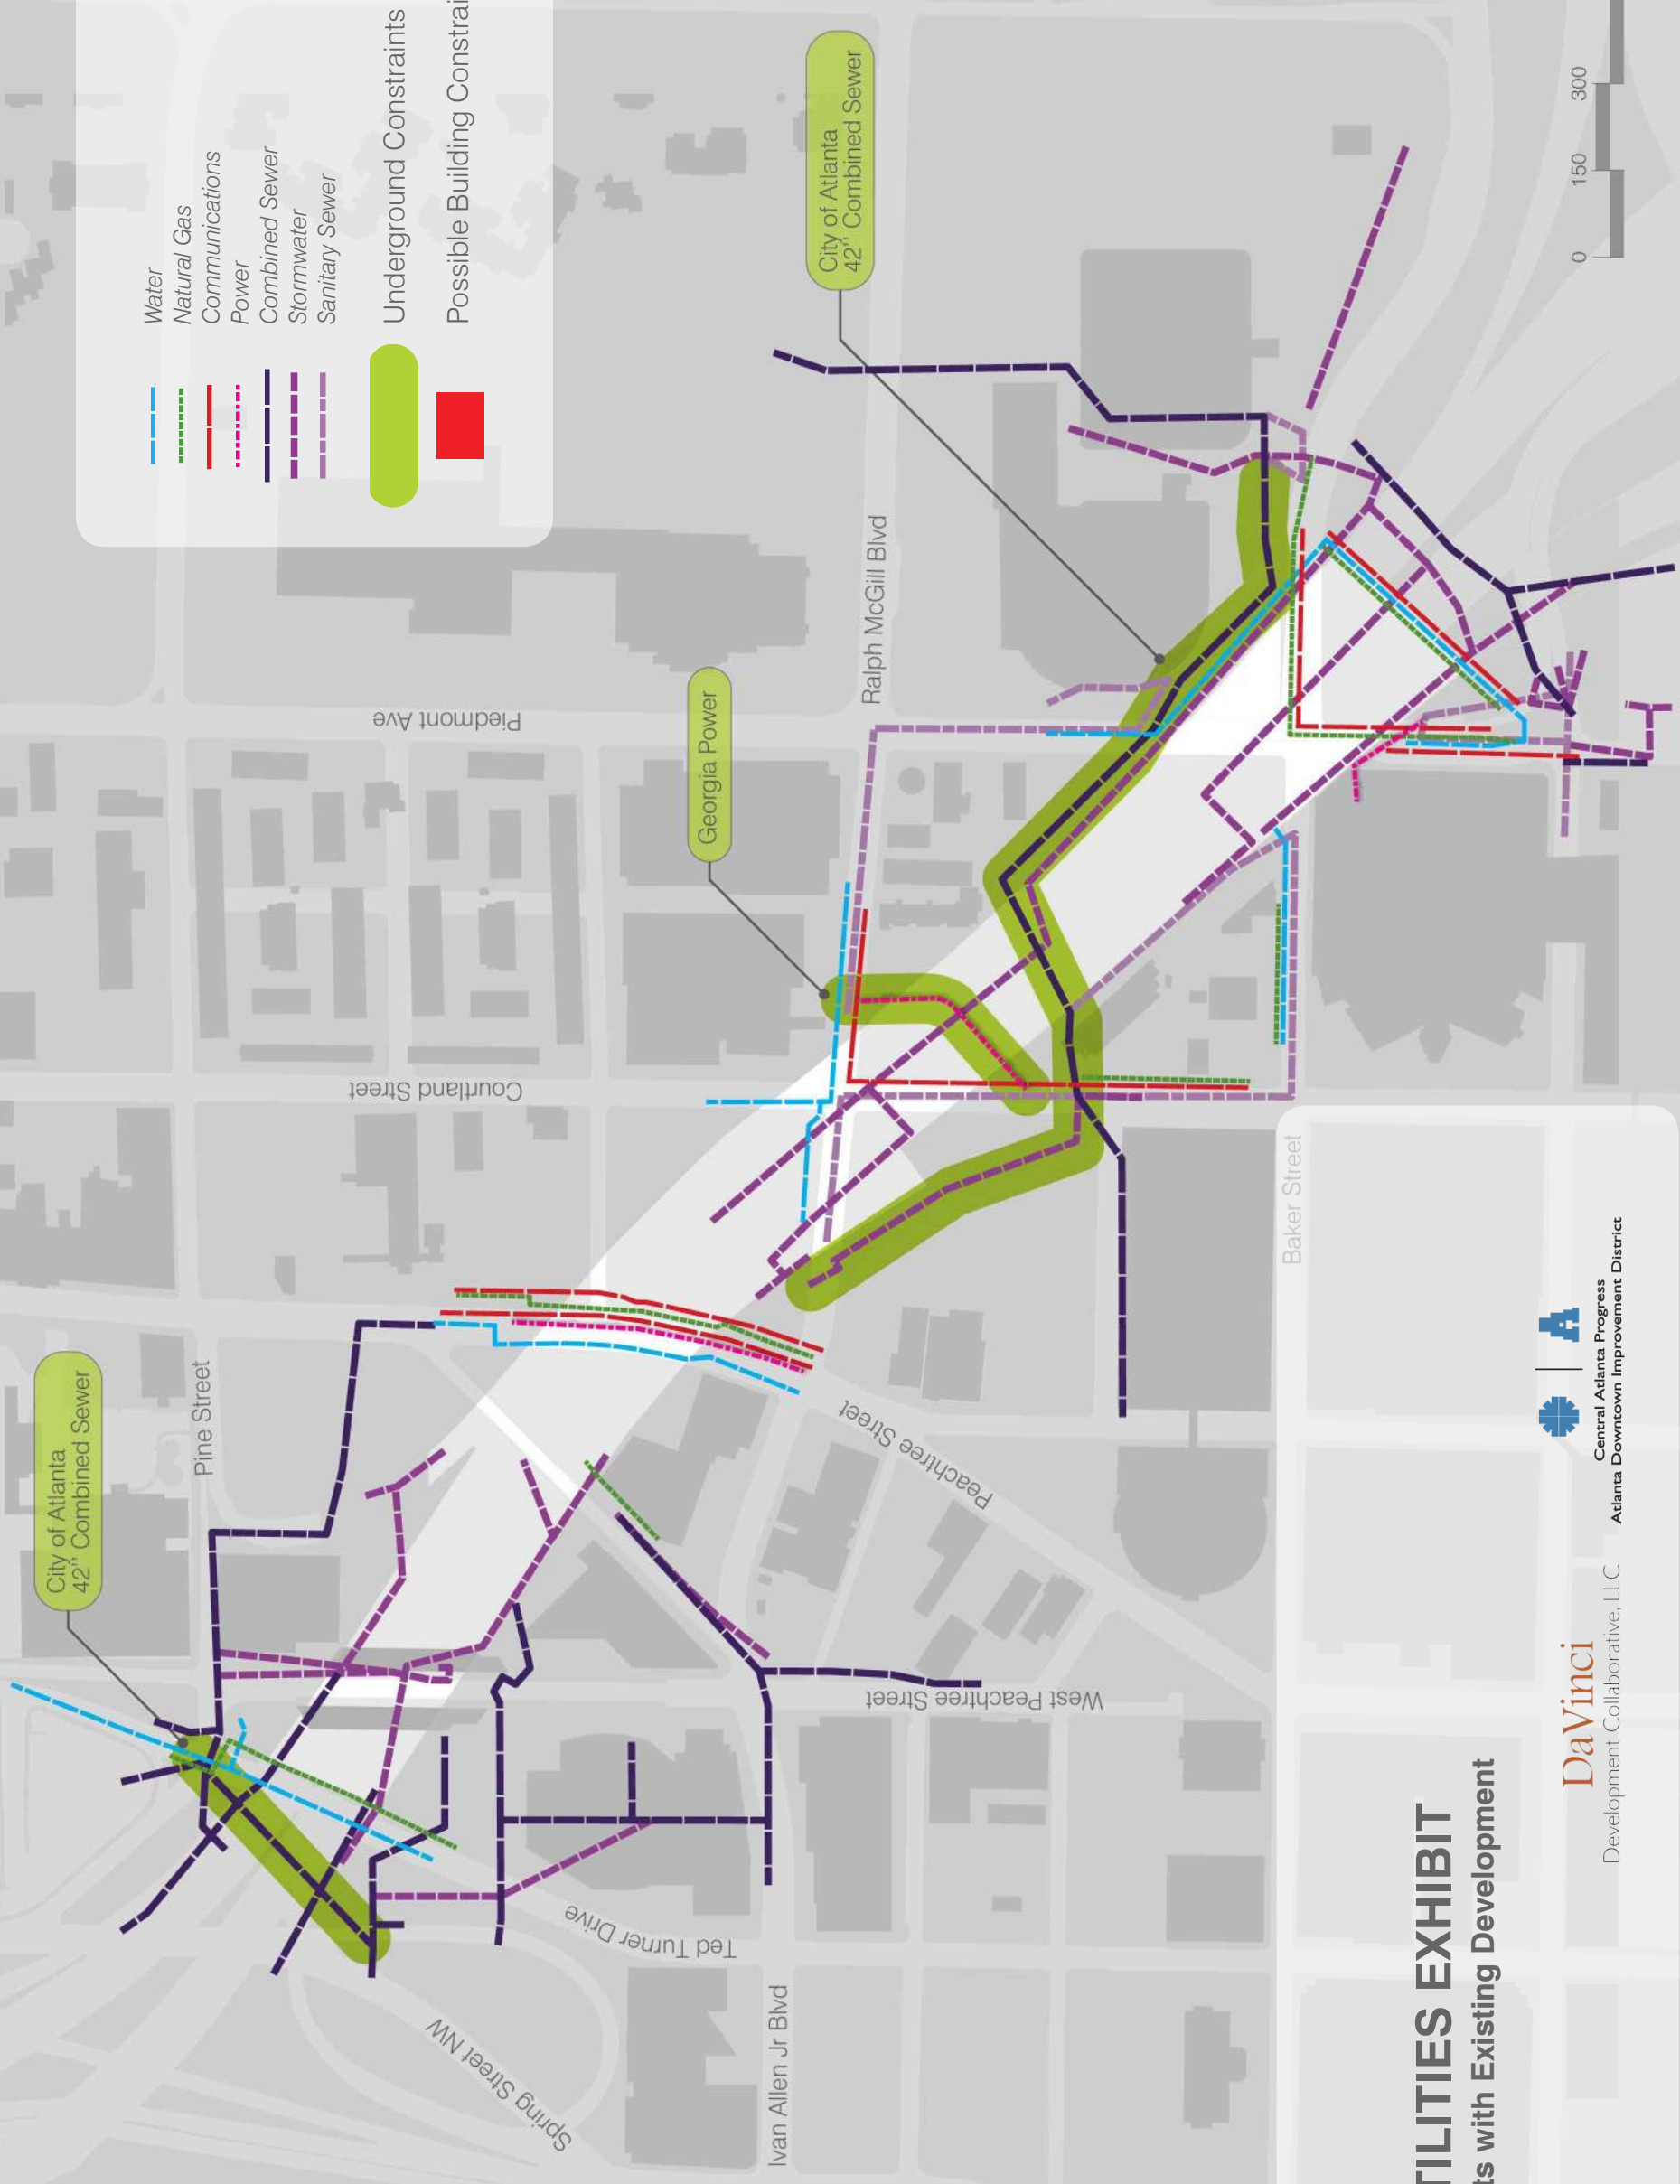 Water
Natural Gas
Communications
Power
Combined Sewer
Stormwater
Sanitary Sewer
Underground Constraints
Possible Building Constrai
City of Atlanta
42" Combined Sewer
Pine Street
Georgia Power
City of Atlanta
42" Combined Sewer
Piedmont Ave
Courtland Street
Ralph McGill Blvd
Peachtree Street
West Peachtree Street
Ted Turner Drive
Spring Street NW
Ivan Allen Jr Blvd
Baker Street
0 150 300
TILITIES EXHIBIT
ts with Existing Development
DaVinci
Development Collaborative, LLC
Central Atlanta Progress
Atlanta Downtown Improvement District